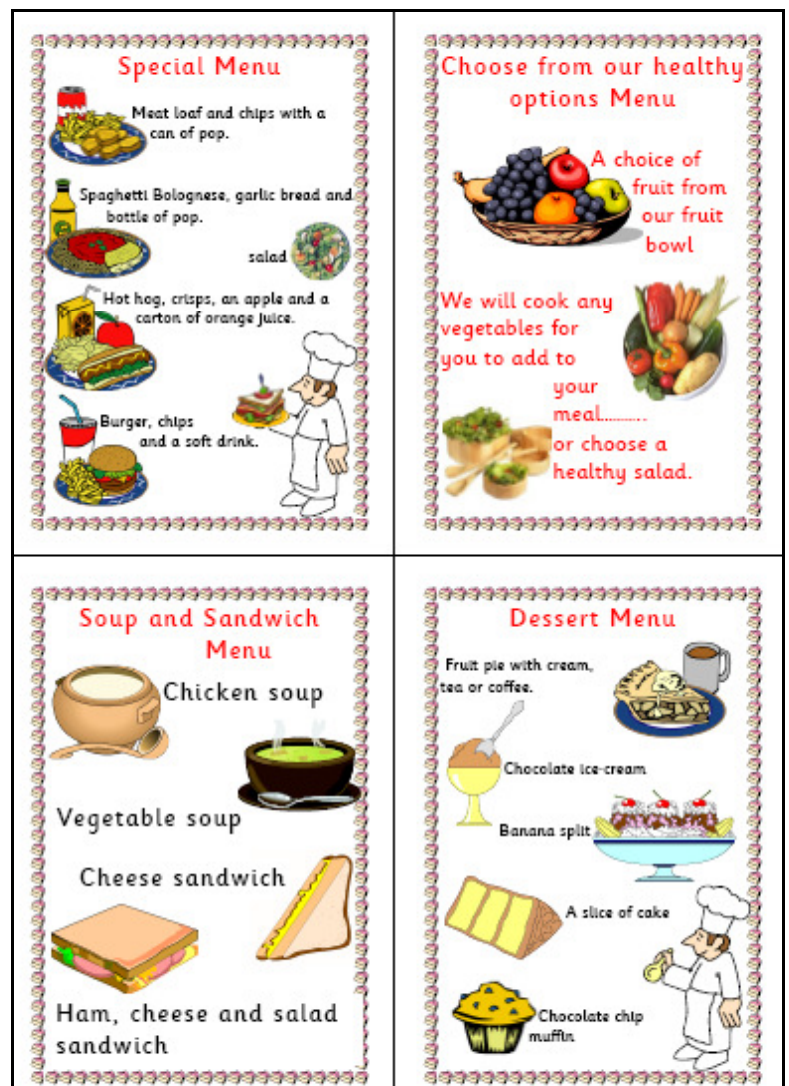 Special Menu
Meat loaf and chips with a
can of pop.
Spaghetti Bolognese, garlic bread and
bottle of pop.
salad
Hot hog, crisps, an apple and a
carton of orange juice.
Burger, chips
and a soft drink.
Choose from our healthy
options Menu
A choice of
fruit from
our fruit
bowl
We will cook any
vegetables for
you to add to
your
meal..........
or choose a
healthy salad.
Soup and Sandwich
Menu
Chicken soup
Vegetable soup
Cheese sandwich
Ham, cheese and salad
sandwich
Dessert Menu
Fruit pie with cream,
tea or coffee.
Chocolate ice-cream
Banana split
A slice of cake
Chocolate chip
muffin